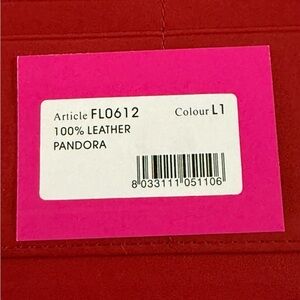 Article FL0612 Colour L1
100% LEATHER
PANDORA
8 033111 051106